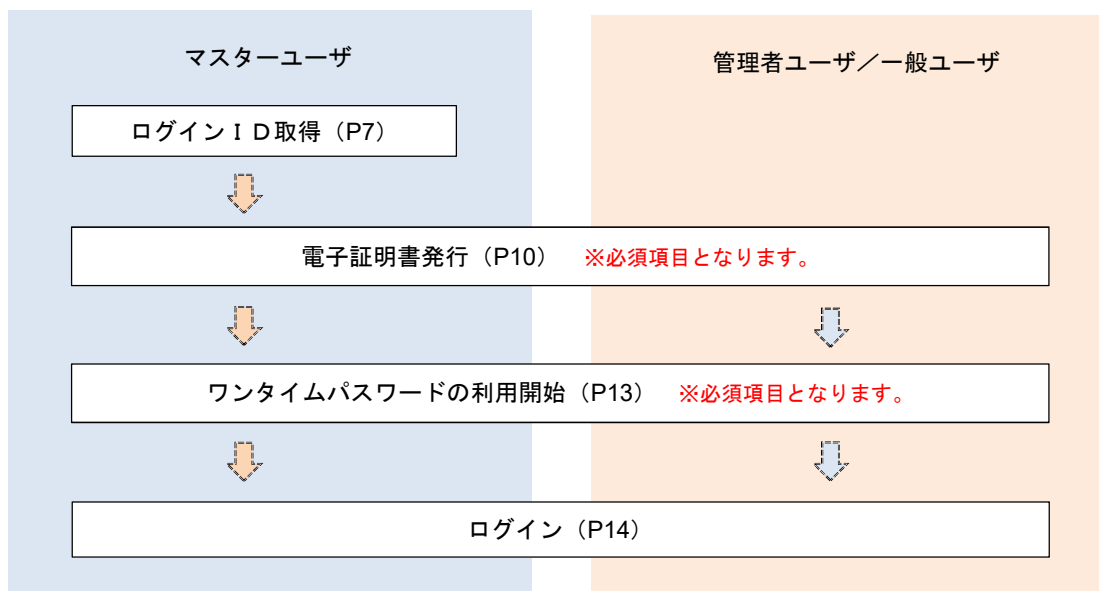 マスターユーザ
管理者ユーザ／一般ユーザ
ログインＩＤ取得（P7）
電子証明書発行（P10） ※必須項目となります。
ワンタイムパスワードの利用開始（P13） ※必須項目となります。
ログイン（P14）